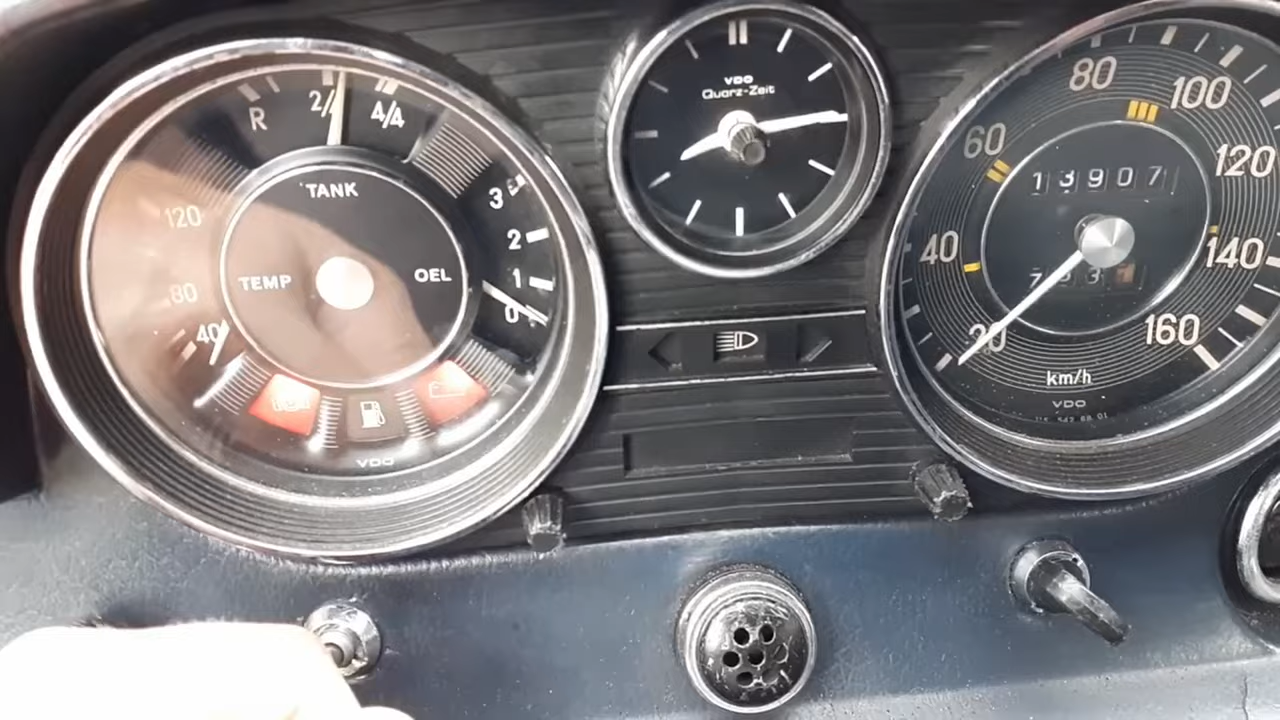 R 2/4 4/4
TANK
120
80
40
TEMP
OEL
3
2
1
0
VDO
VDO
Quarz-Zeit
20
40
60
80
100
120
140
160
13907
km/h
VDO